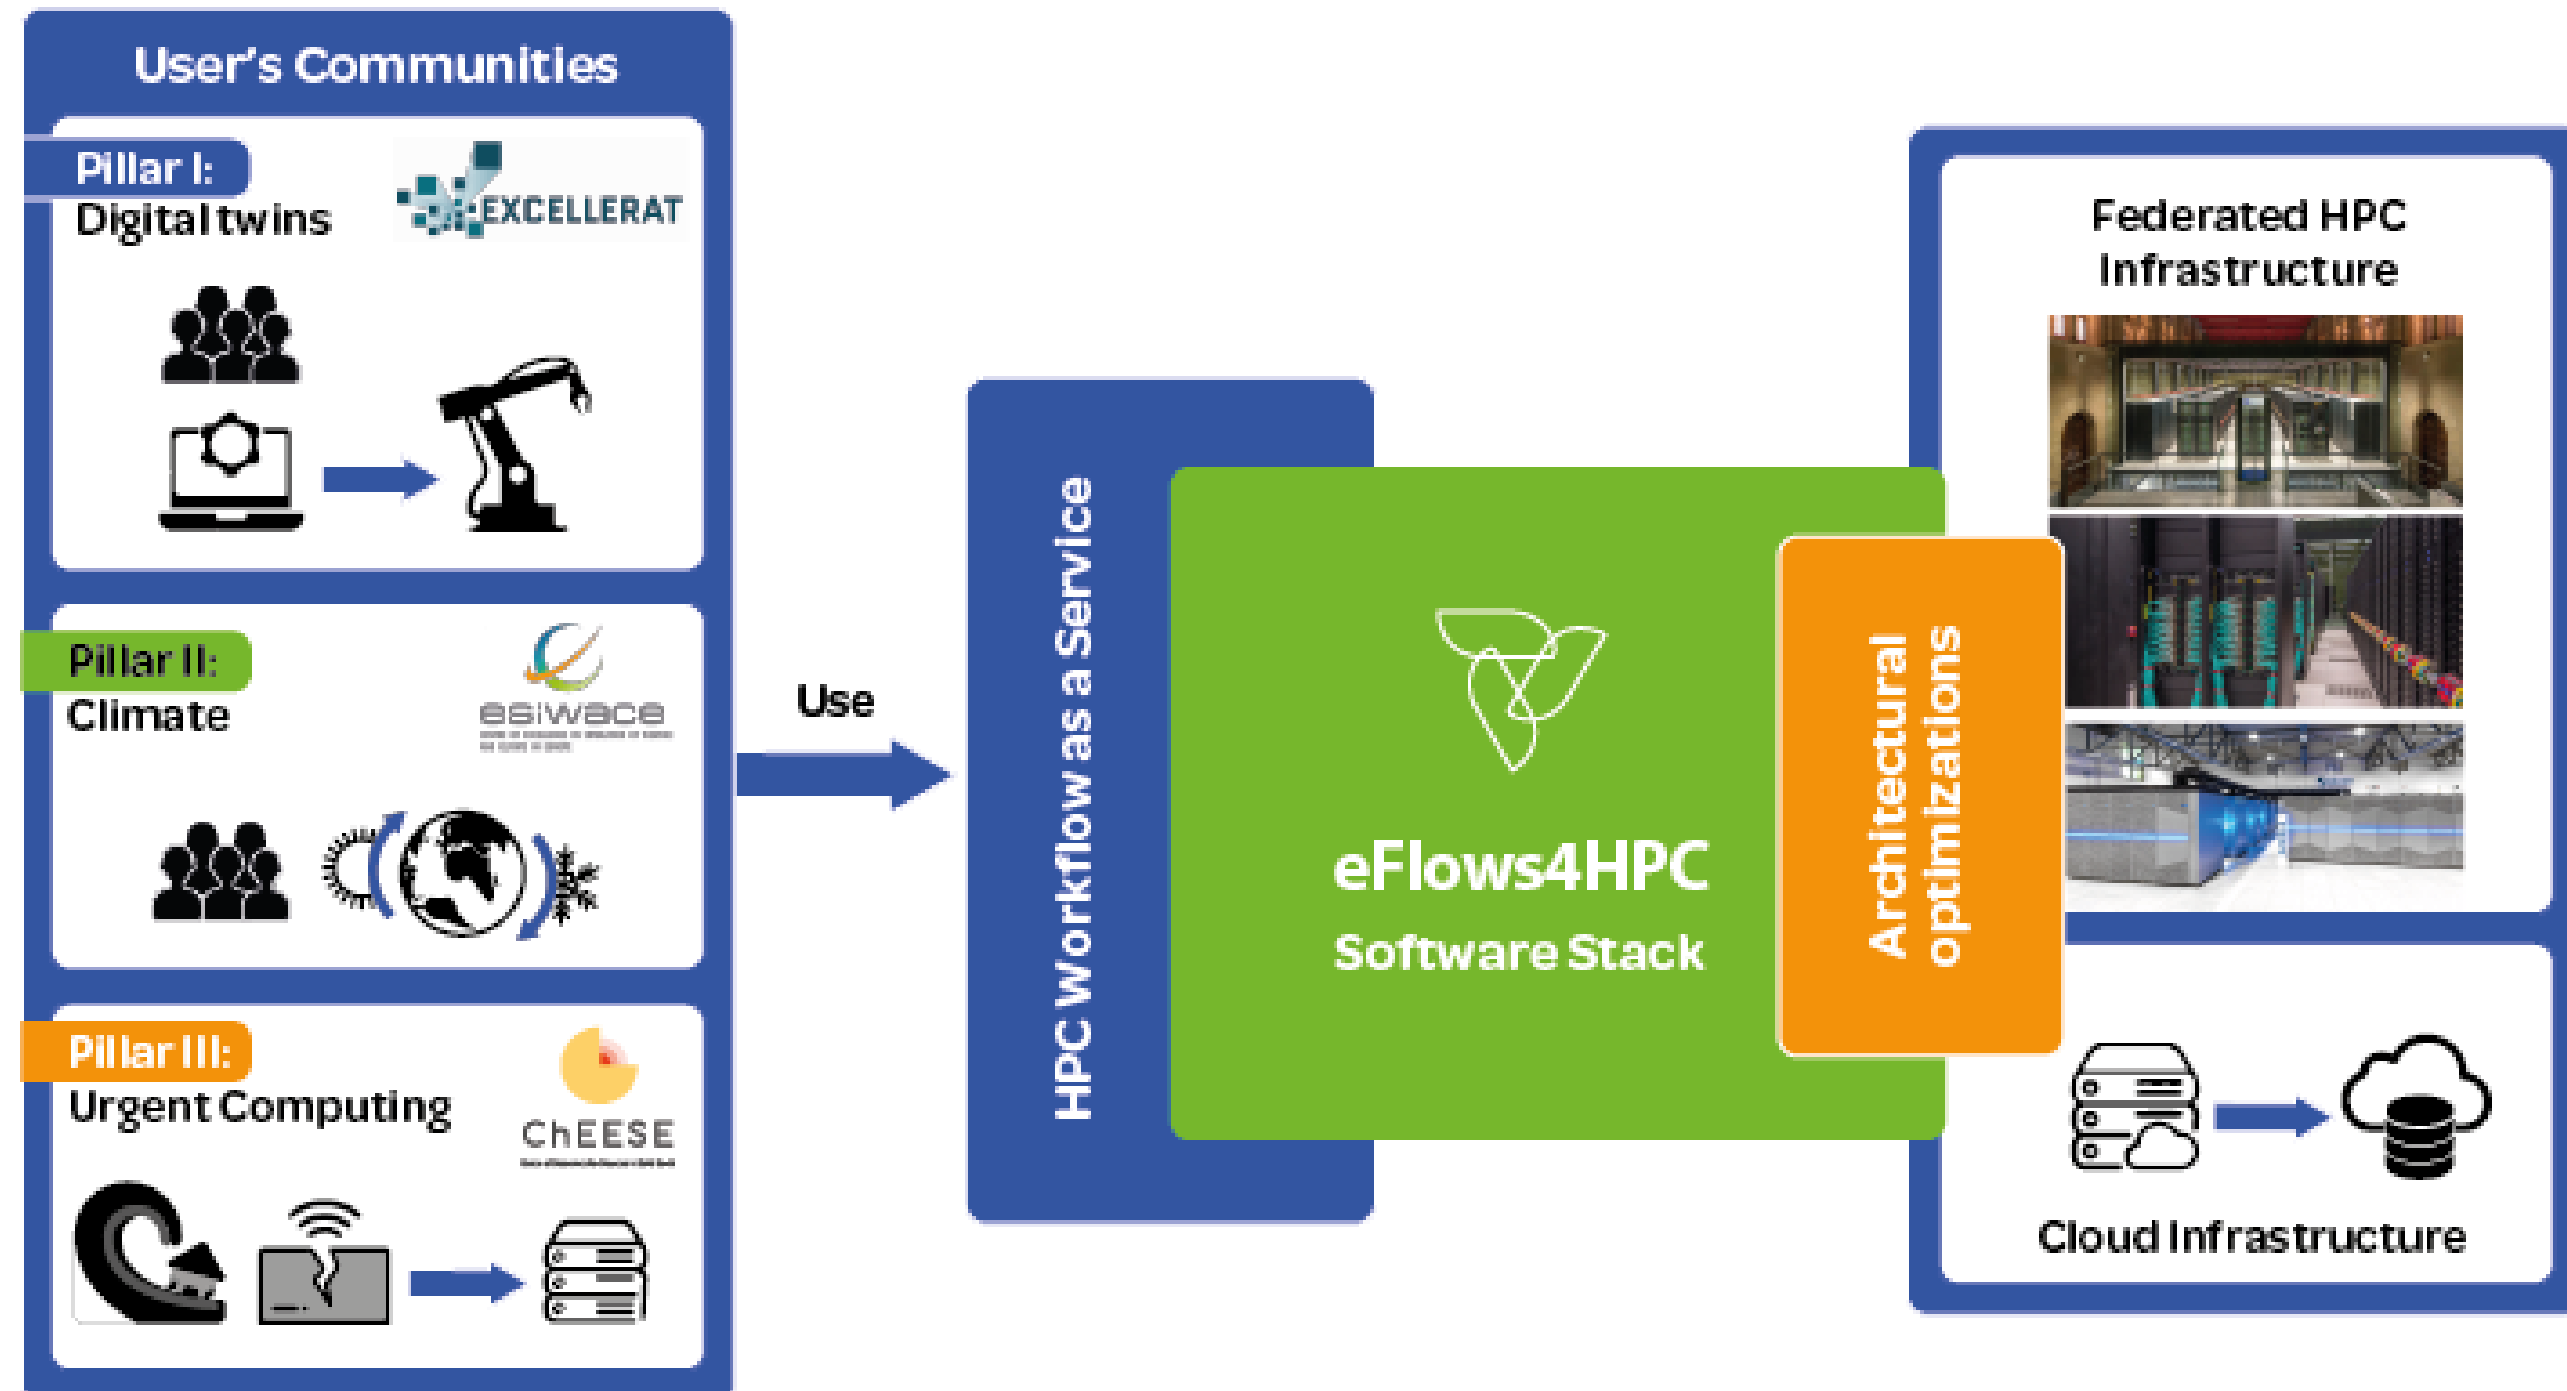 User's Communities
Pillar I:
Digital twins
EXCELLERAT
Pillar II:
Climate
esiwace
Pillar III:
Urgent Computing
ChEESE
Use
HPC Workflow as a Service
eFlows4HPC
Software Stack
Architectural
optimizations
Federated HPC
Infrastructure
Cloud Infrastructure